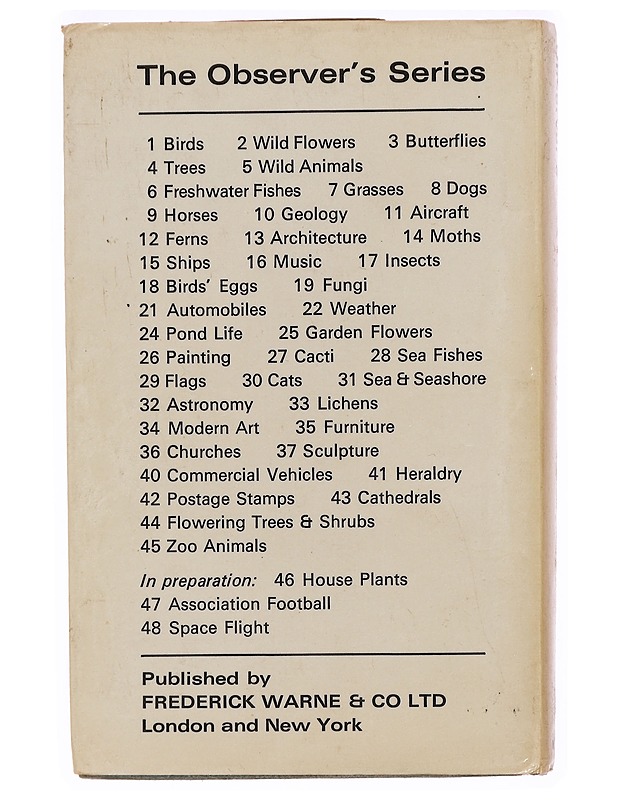 The Observer's Series
1 Birds 2 Wild Flowers 3 Butterflies
4 Trees 5 Wild Animals
6 Freshwater Fishes 7 Grasses 8 Dogs
9 Horses 10 Geology 11 Aircraft
12 Ferns 13 Architecture 14 Moths
15 Ships 16 Music 17 Insects
18 Birds' Eggs 19 Fungi
21 Automobiles 22 Weather
24 Pond Life 25 Garden Flowers
26 Painting 27 Cacti 28 Sea Fishes
29 Flags 30 Cats 31 Sea & Seashore
32 Astronomy 33 Lichens
34 Modern Art 35 Furniture
36 Churches 37 Sculpture
40 Commercial Vehicles 41 Heraldry
42 Postage Stamps 43 Cathedrals
44 Flowering Trees & Shrubs
45 Zoo Animals
In preparation: 46 House Plants
47 Association Football
48 Space Flight
Published by
FREDERICK WARNE & CO LTD
London and New York